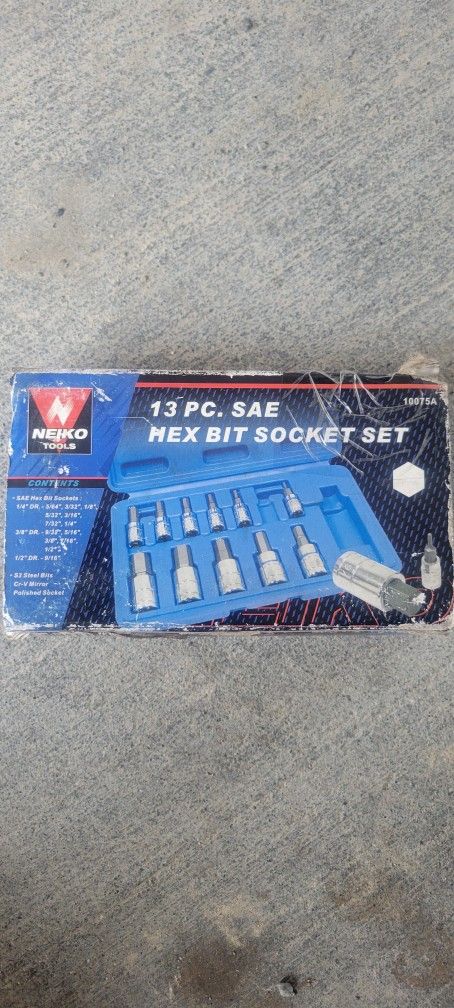 NEIKO
TOOLS
13 PC. SAE
HEX BIT SOCKET SET
10075A
CONTENTS
• SAE Hex Bit Sockets :
1/4" DR. - 5/64", 3/32", 1/8",
5/32", 3/16",
7/32", 1/4"
3/8" DR. - 9/32", 5/16",
3/8", 7/16",
1/2"
1/2" DR. - 9/16"
• S2 Steel Bits
Cr-V Mirror
Polished Socket